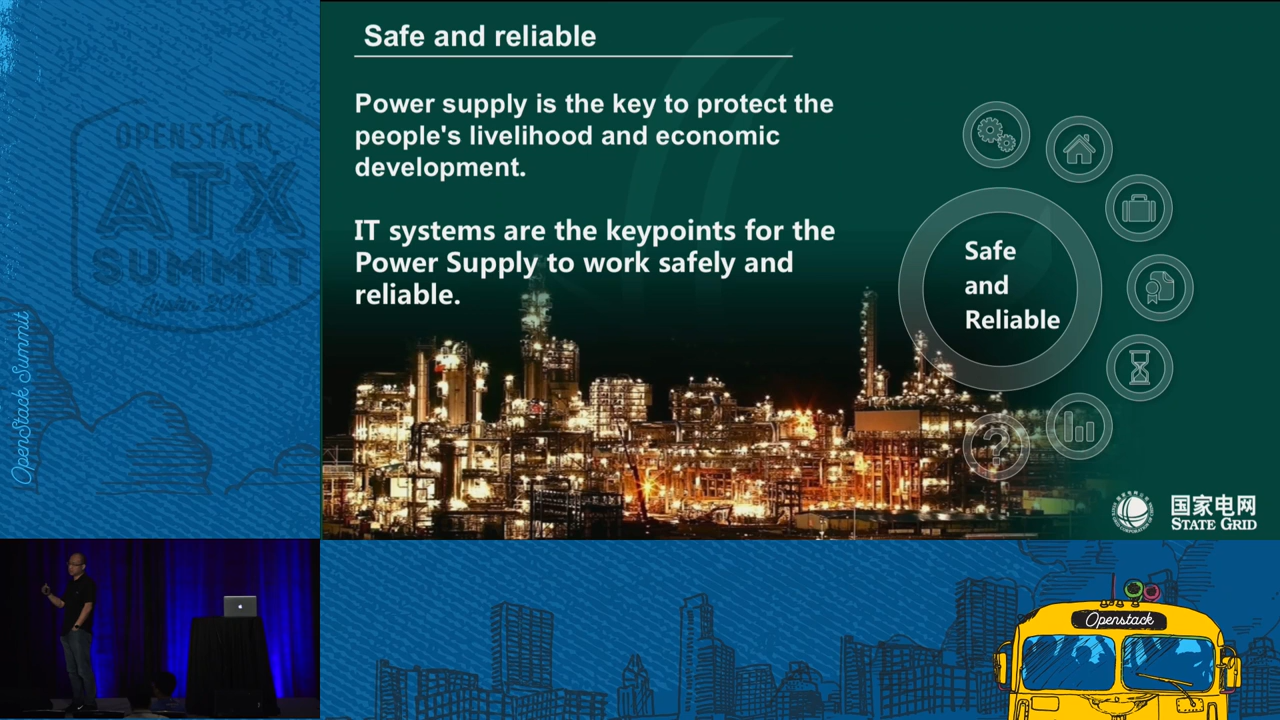 OPENSTACK
ATX
SUMMIT
Austin 2016
OpenStack Summit
Safe and reliable
Power supply is the key to protect the
people's livelihood and economic
development.
IT systems are the keypoints for the
Power Supply to work safely and
reliable.
Safe
and
Reliable
国家电网
STATE GRID
Openstack